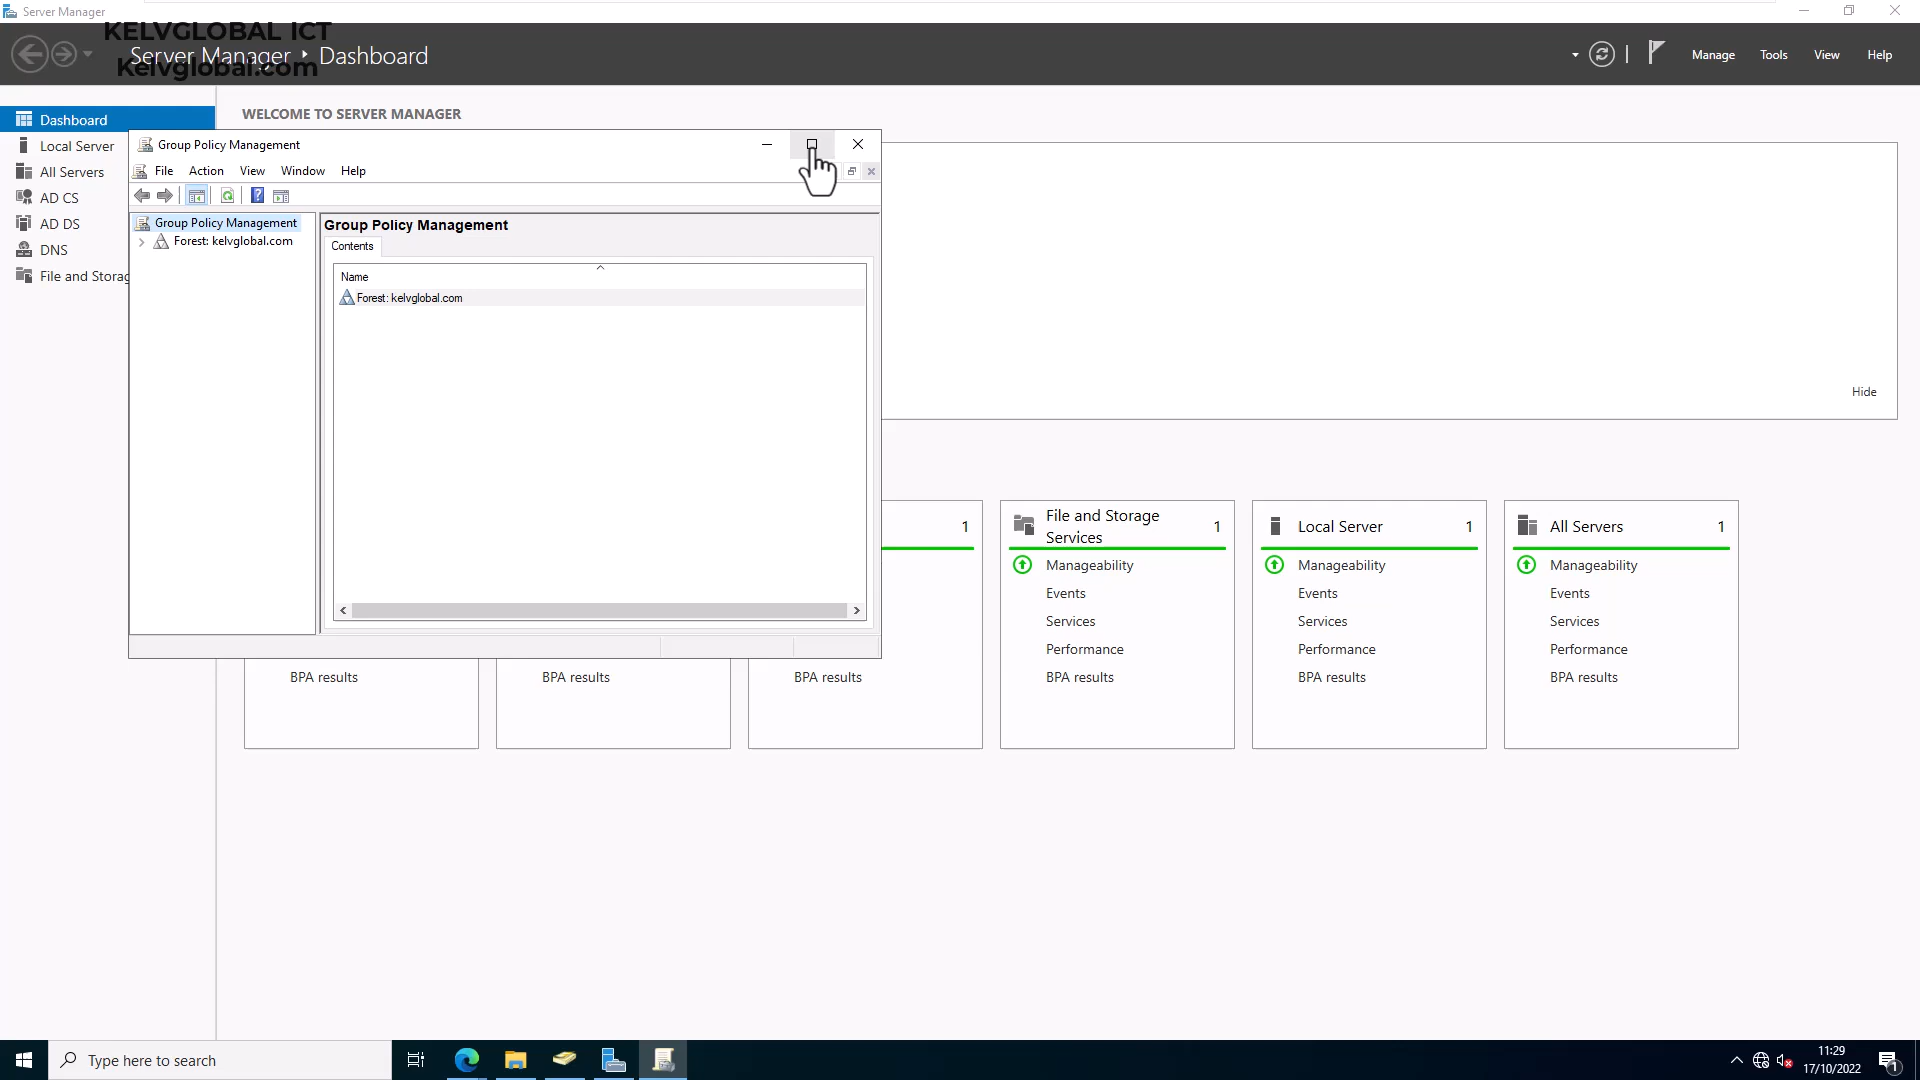 Server Manager
KELVGLOBAL ICT
Kelvglobal.com
Server Manager ‣ Dashboard
Manage Tools View Help
Dashboard
Local Server
All Servers
AD CS
AD DS
DNS
File and Storag
WELCOME TO SERVER MANAGER
Group Policy Management
File Action View Window Help
Group Policy Management
Forest: kelvglobal.com
Group Policy Management
Contents
Name
Forest: kelvglobal.com
Hide
BPA results
BPA results
1
BPA results
File and Storage
Services
1
Manageability
Events
Services
Performance
BPA results
Local Server 1
Manageability
Events
Services
Performance
BPA results
All Servers 1
Manageability
Events
Services
Performance
BPA results
Type here to search
11:29
17/10/2022
1